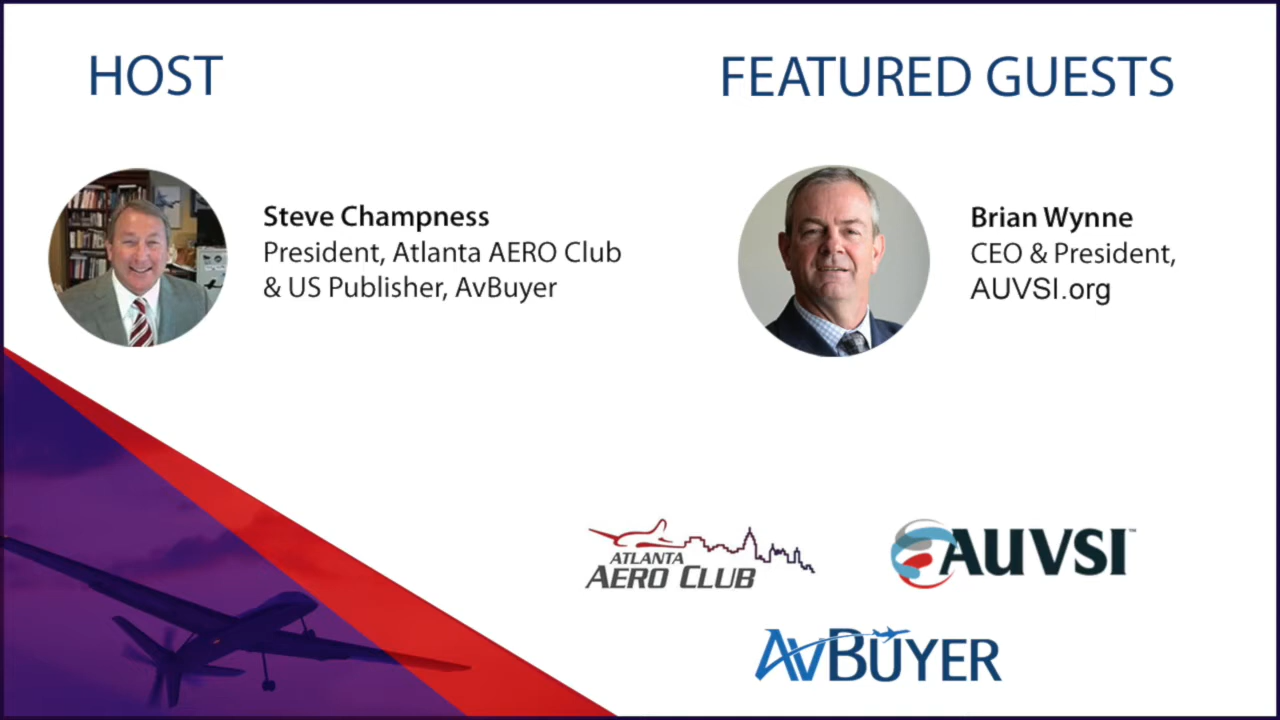 HOST
Steve Champness
President, Atlanta AERO Club
& US Publisher, AvBuyer
FEATURED GUESTS
Brian Wynne
CEO & President,
AUVSI.org
ATLANTA
AERO CLUB
AUVSI™
AVBUYER